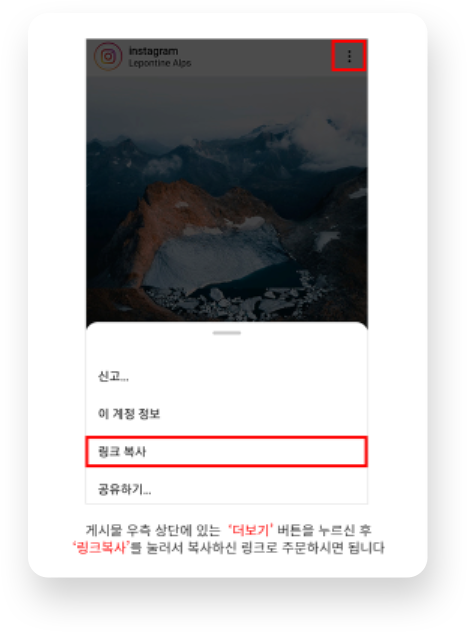 instagram
Lepontine Alps
신고...
이 계정 정보
링크 복사
공유하기...
게시물 우측 상단에 있는 '더보기' 버튼을 누르신 후
'링크복사'를 눌러서 복사하신 링크로 주문하시면 됩니다